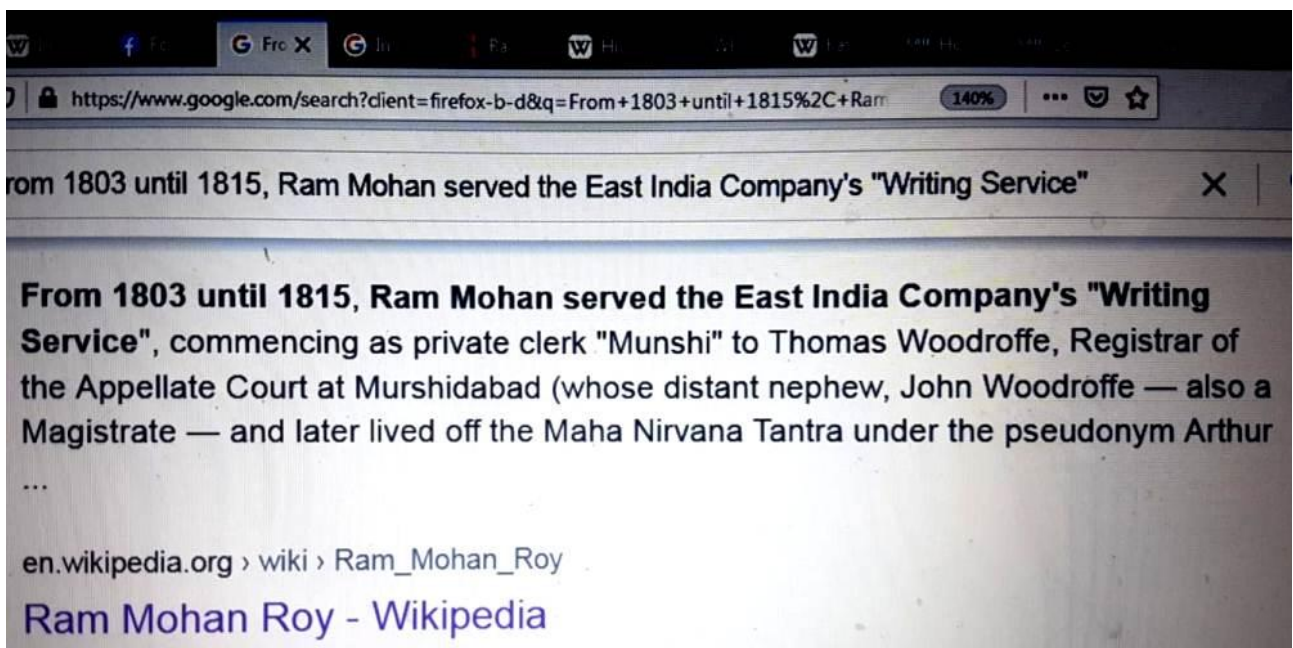 Fro
https://www.google.com/search?client=firefox-b-d&q=From+1803+until+1815%2C+Ram
140%
rom 1803 until 1815, Ram Mohan served the East India Company's "Writing Service"
From 1803 until 1815, Ram Mohan served the East India Company's "Writing
Service", commencing as private clerk "Munshi" to Thomas Woodroffe, Registrar of
the Appellate Court at Murshidabad (whose distant nephew, John Woodroffe — also a
Magistrate — and later lived off the Maha Nirvana Tantra under the pseudonym Arthur
...
en.wikipedia.org › wiki › Ram_Mohan_Roy
Ram Mohan Roy - Wikipedia